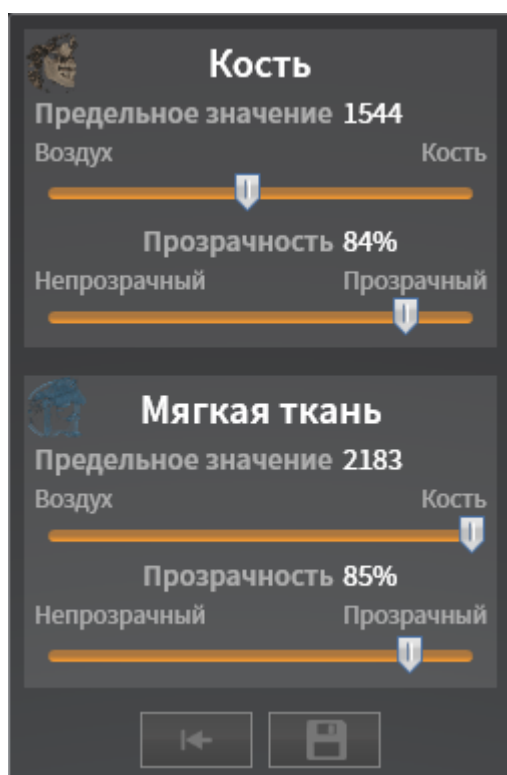 Кость
Предельное значение 1544
Воздух Кость
Прозрачность 84%
Непрозрачный Прозрачный
Мягкая ткань
Предельное значение 2183
Воздух Кость
Прозрачность 85%
Непрозрачный Прозрачный